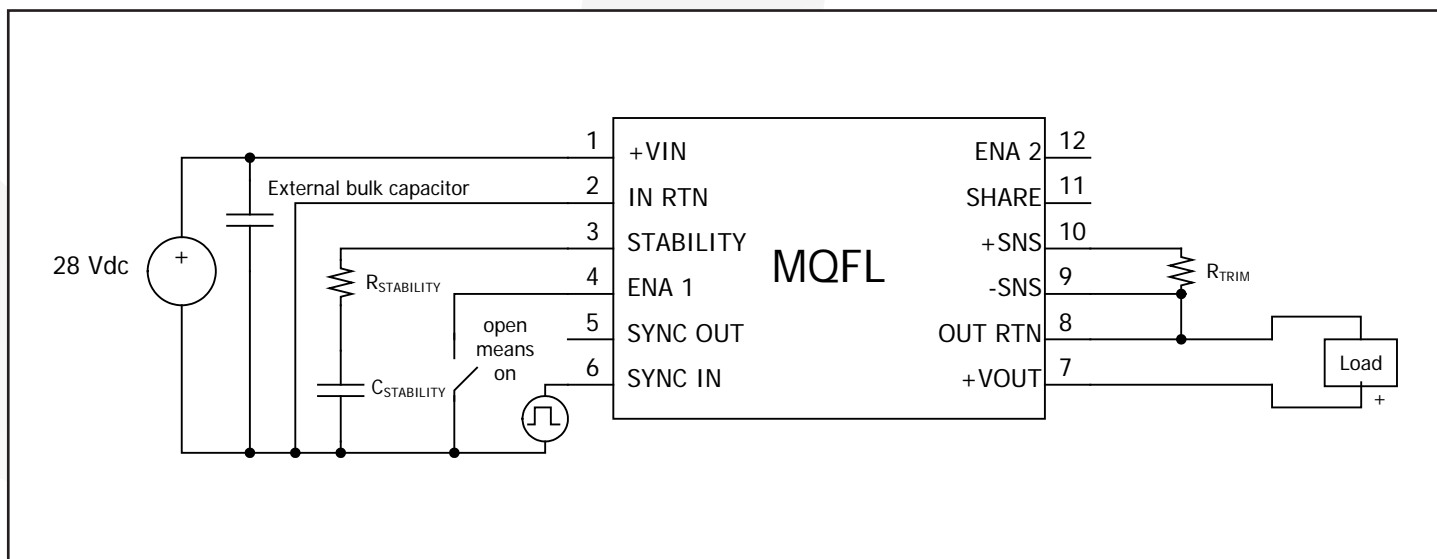 1
+VIN
ENA 2
12
External bulk capacitor
2
IN RTN
SHARE
11
3
STABILITY
+SNS
10
28 Vdc
+
MQFL
RSTABILITY
RTRIM
4
ENA 1
-SNS
9
open
means
on
5
SYNC OUT
OUT RTN
8
Load
+
6
SYNC IN
+VOUT
7
CSTABILITY